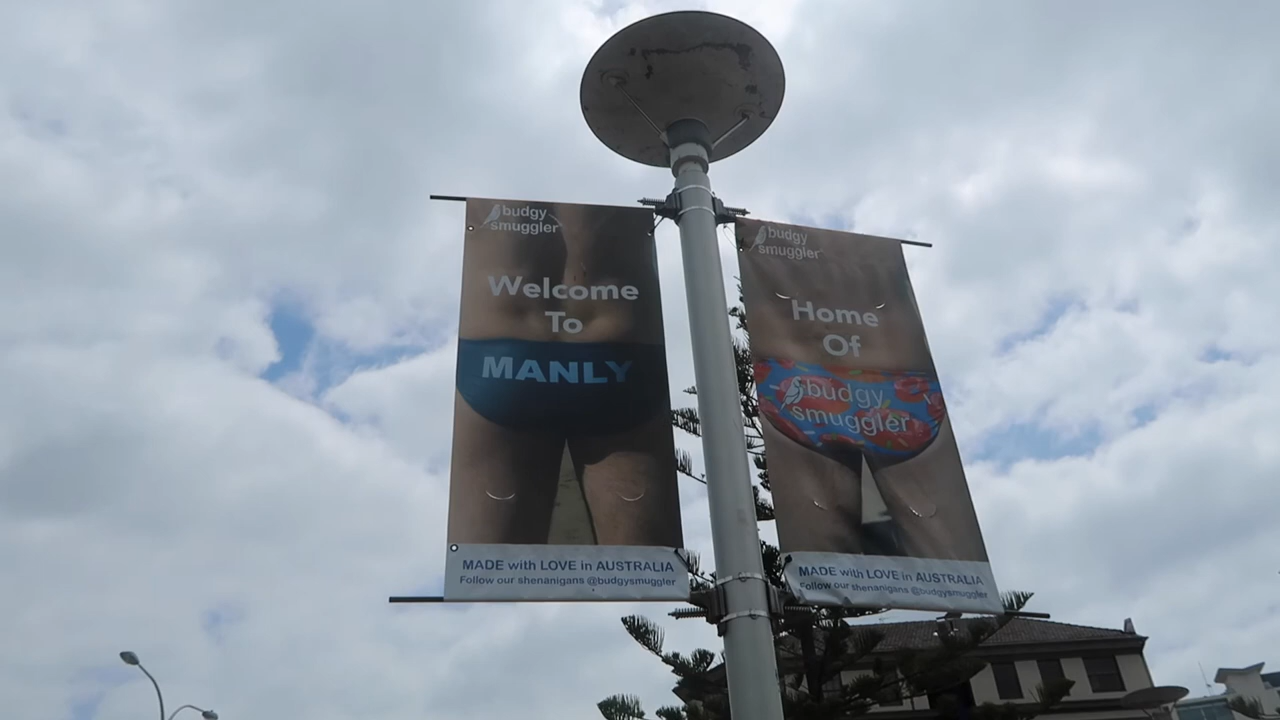 budgy
smuggler
Welcome
To
MANLY
MADE with LOVE in AUSTRALIA
Follow our shenanigans @budgysmuggler
budgy
smuggler
Home
Of
budgy
smuggler
MADE with LOVE in AUSTRALIA
Follow our shenanigans @budgysmuggler